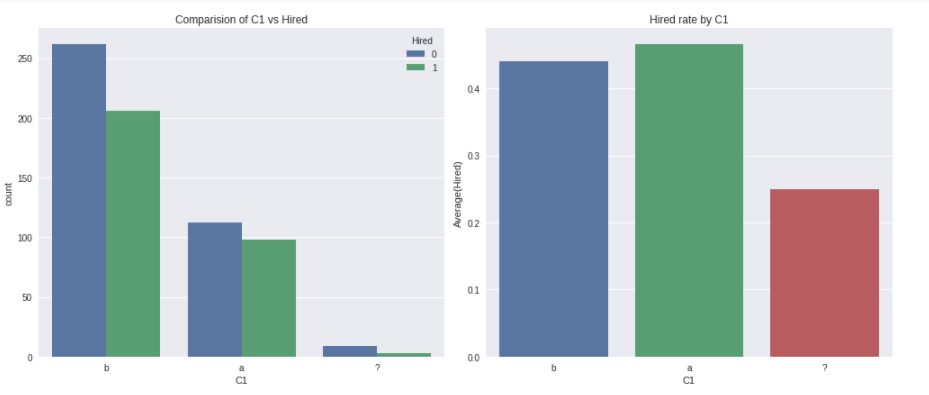 Comparision of C1 vs Hired
Hired
0
1
250
200
150
100
50
0
count
b a ?
C1
Hired rate by C1
0.4
0.3
0.2
0.1
0.0
Average(Hired)
b a ?
C1